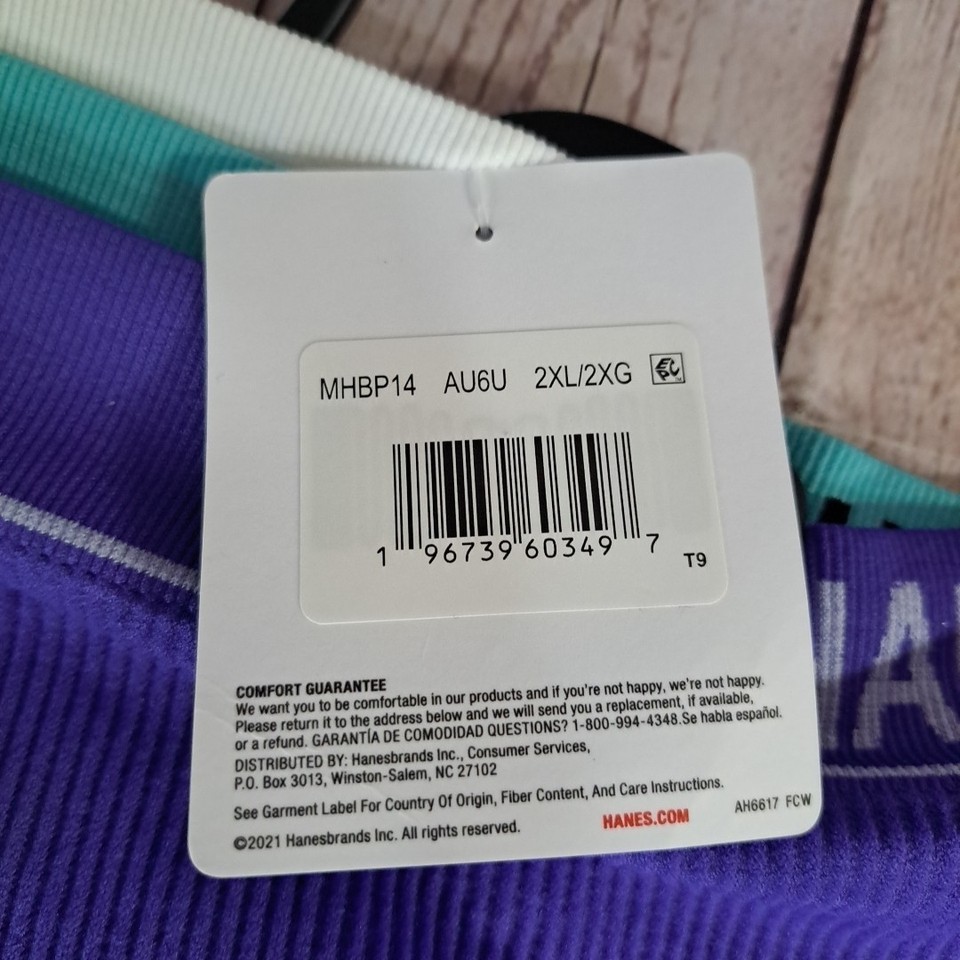 MHBP14 AU6U 2XL/2XG
1 96739 60349 7
T9
COMFORT GUARANTEE
We want you to be comfortable in our products and if you're not happy, we're not happy.
Please return it to the address below and we will send you a replacement, if available,
or a refund. GARANTÍA DE COMODIDAD QUESTIONS? 1-800-994-4348.Se habla español.
DISTRIBUTED BY: Hanesbrands Inc., Consumer Services,
P.O. Box 3013, Winston-Salem, NC 27102
See Garment Label For Country Of Origin, Fiber Content, And Care Instructions.
©2021 Hanesbrands Inc. All rights reserved.
HANES.COM
AH6617 FCW